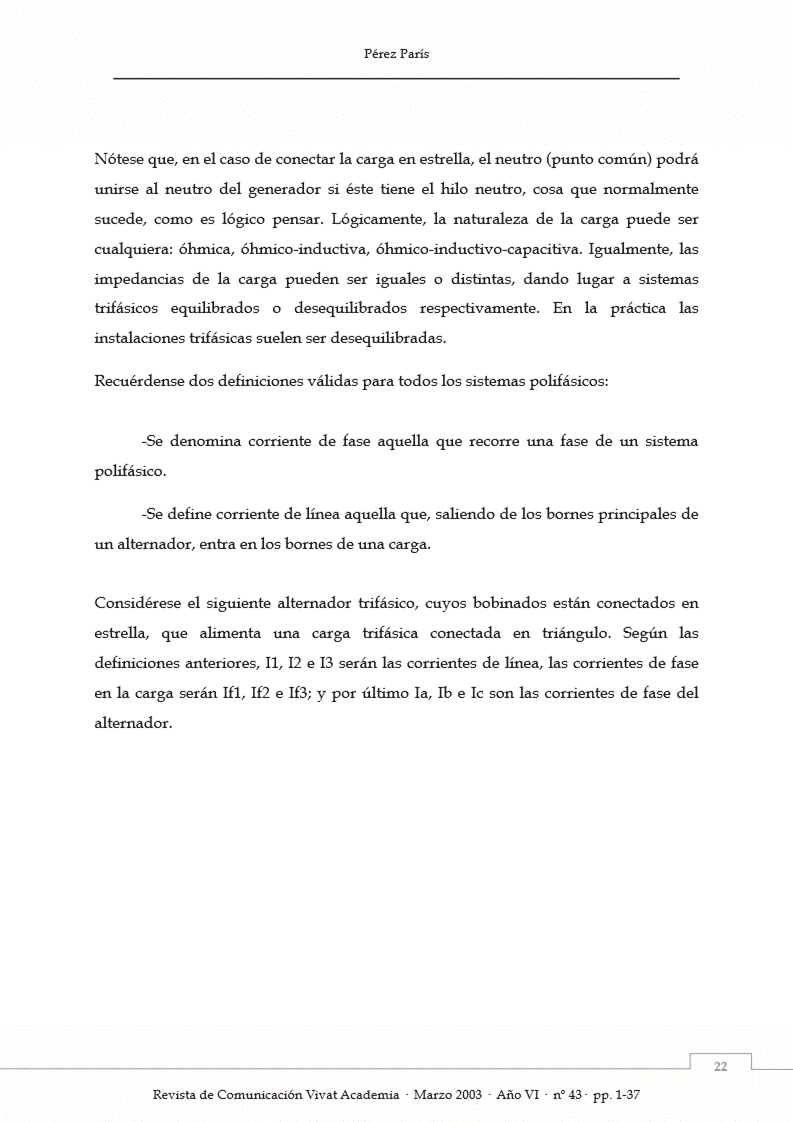 Pérez París
Nótese que, en el caso de conectar la carga en estrella, el neutro (punto común) podrá
unirse al neutro del generador si éste tiene el hilo neutro, cosa que normalmente
sucede, como es lógico pensar. Lógicamente, la naturaleza de la carga puede ser
cualquiera: óhmica, óhmico-inductiva, óhmico-inductivo-capacitiva. Igualmente, las
impedancias de la carga pueden ser iguales o distintas, dando lugar a sistemas
trifásicos equilibrados o desequilibrados respectivamente. En la práctica las
instalaciones trifásicas suelen ser desequilibradas.
Recuérdense dos definiciones válidas para todos los sistemas polifásicos:
-Se denomina corriente de fase aquella que recorre una fase de un sistema
polifásico.
-Se define corriente de línea aquella que, saliendo de los bornes principales de
un alternador, entra en los bornes de una carga.
Considérese el siguiente alternador trifásico, cuyos bobinados están conectados en
estrella, que alimenta una carga trifásica conectada en triángulo. Según las
definiciones anteriores, I1, I2 e I3 serán las corrientes de línea, las corrientes de fase
en la carga serán If1, If2 e If3; y por último Ia, Ib e Ic son las corrientes de fase del
alternador.
22
Revista de Comunicación Vivat Academia · Marzo 2003 · Año VI · nº 43 · pp. 1-37